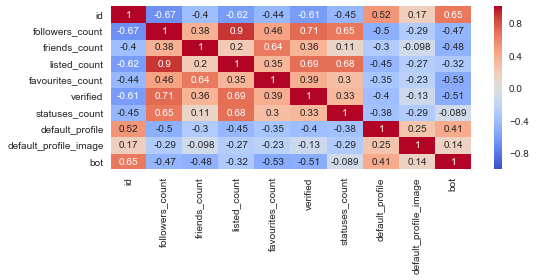 id 1 -0.67 -0.4 -0.62 -0.44 -0.61 -0.45 0.52 0.17 0.65
followers_count -0.67 1 0.38 0.9 0.46 0.71 0.65 -0.5 -0.29 -0.47
friends_count -0.4 0.38 1 0.2 0.64 0.36 0.11 -0.3 -0.098 -0.48
listed_count -0.62 0.9 0.2 1 0.35 0.69 0.68 -0.45 -0.27 -0.32
favourites_count -0.44 0.46 0.64 0.35 1 0.39 0.3 -0.35 -0.23 -0.53
verified -0.61 0.71 0.36 0.69 0.39 1 0.33 -0.4 -0.13 -0.51
statuses_count -0.45 0.65 0.11 0.68 0.3 0.33 1 -0.38 -0.29 -0.089
default_profile 0.52 -0.5 -0.3 -0.45 -0.35 -0.4 -0.38 1 0.25 0.41
default_profile_image 0.17 -0.29 -0.098 -0.27 -0.23 -0.13 -0.29 0.25 1 0.14
bot 0.65 -0.47 -0.48 -0.32 -0.53 -0.51 -0.089 0.41 0.14 1
id
followers_count
friends_count
listed_count
favourites_count
verified
statuses_count
default_profile
default_profile_image
bot
0.8
0.4
0.0
−0.4
−0.8